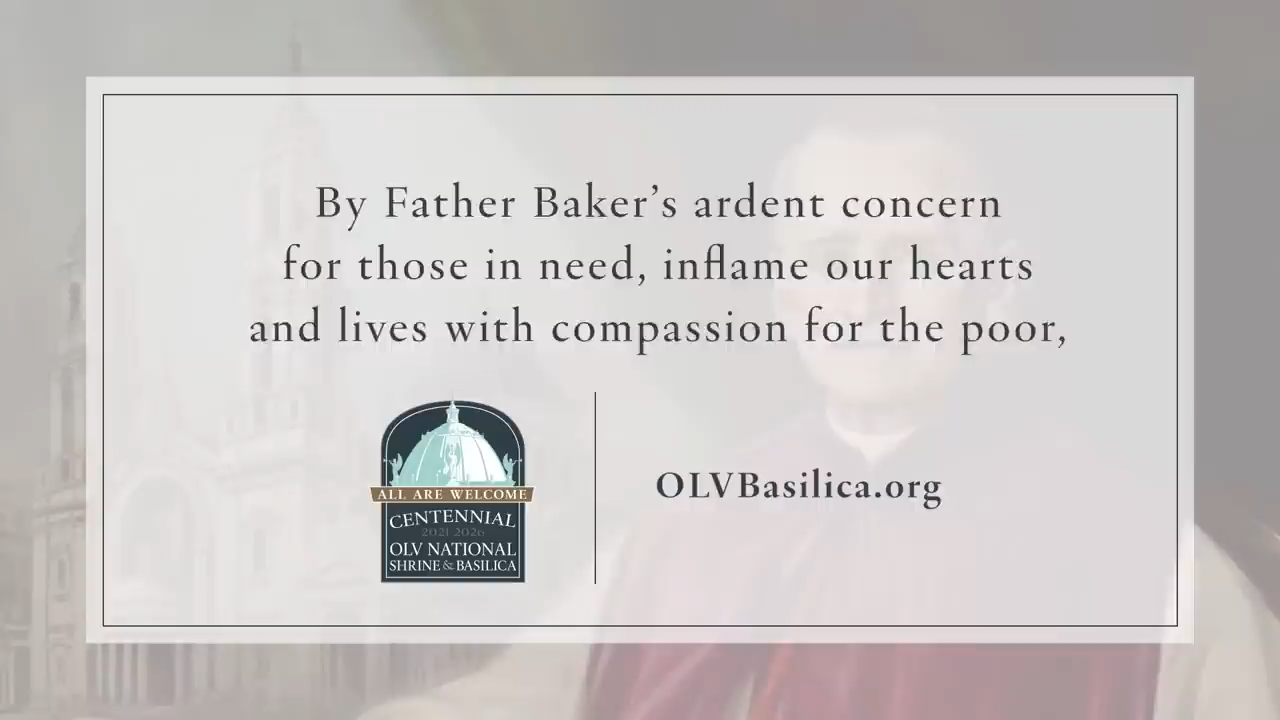 By Father Baker’s ardent concern
for those in need, inflame our hearts
and lives with compassion for the poor,
ALL ARE WELCOME
CENTENNIAL
2021-2026
OLV NATIONAL
SHRINE & BASILICA
OLVBasilica.org